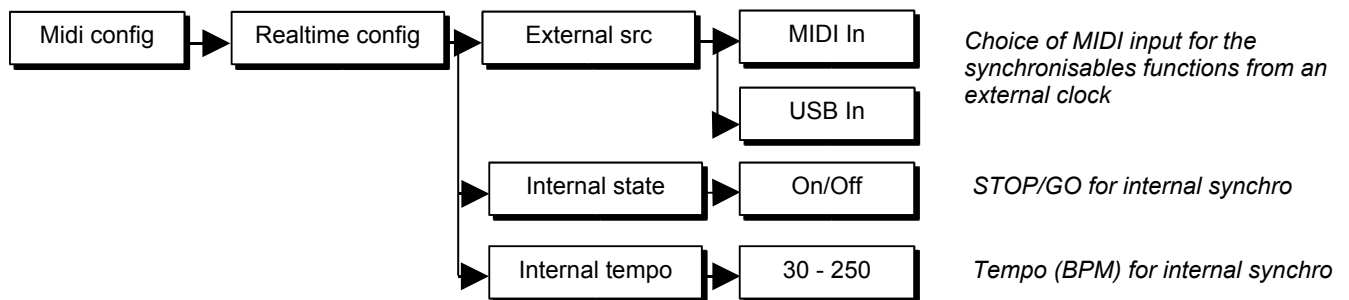 Midi config
Realtime config
External src
MIDI In
Choice of MIDI input for the
synchronisables functions from an
external clock
USB In
Internal state
On/Off
STOP/GO for internal synchro
Internal tempo
30 - 250
Tempo (BPM) for internal synchro